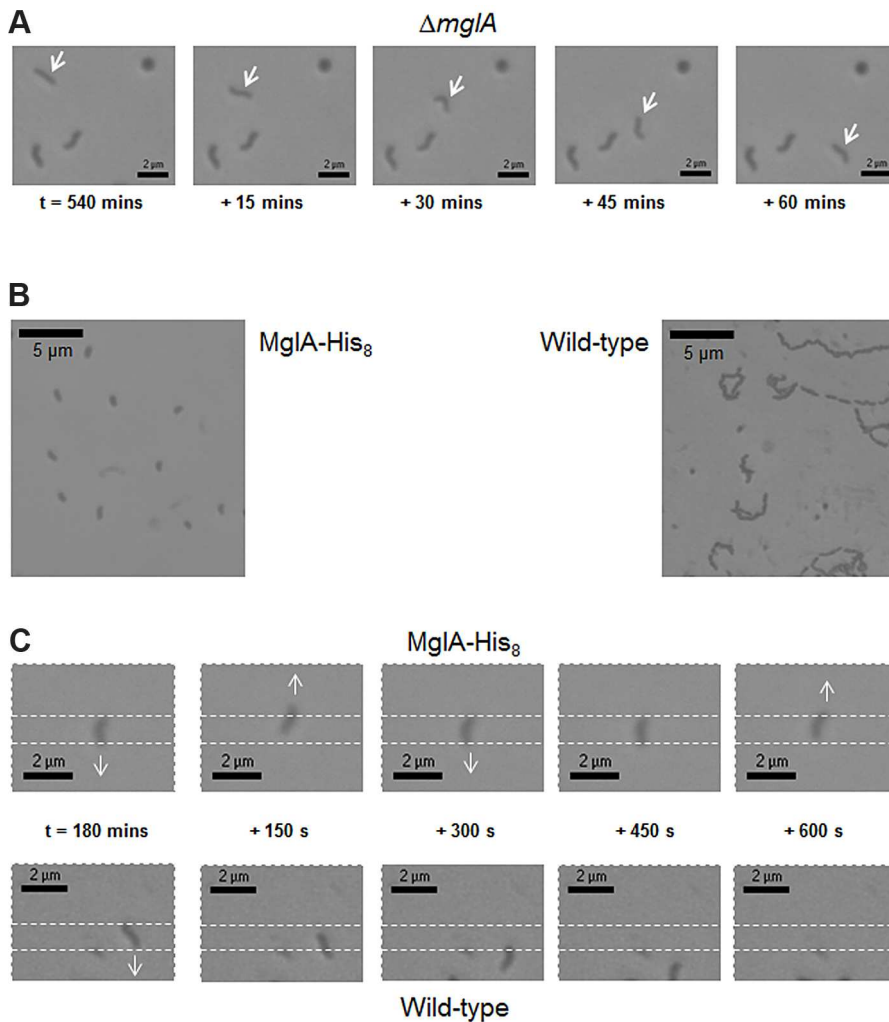 A
ΔmglA
2 µm 2 µm 2 µm 2 µm 2 µm
t = 540 mins + 15 mins + 30 mins + 45 mins + 60 mins
B
5 µm
MglA-His₈
Wild-type
5 µm
C
MglA-His₈
2 µm 2 µm 2 µm 2 µm 2 µm
t = 180 mins + 150 s + 300 s + 450 s + 600 s
2 µm 2 µm 2 µm 2 µm 2 µm
Wild-type